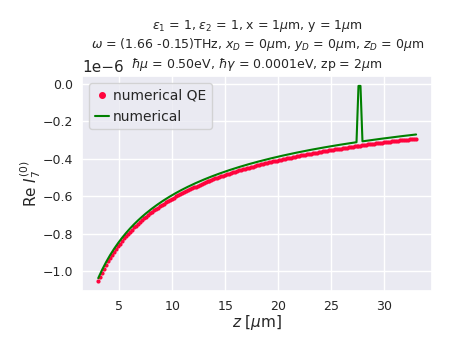 ε₁ = 1, ε₂ = 1, x = 1μm, y = 1μm
ω = (1.66 -0.15)THz, x_D = 0μm, y_D = 0μm, z_D = 0μm
ℏμ = 0.50eV, ℏγ = 0.0001eV, zp = 2μm
1e−6
numerical QE
numerical
0.0
−0.2
−0.4
−0.6
−0.8
−1.0
Re I₇⁽⁰⁾
5 10 15 20 25 30
z [μm]